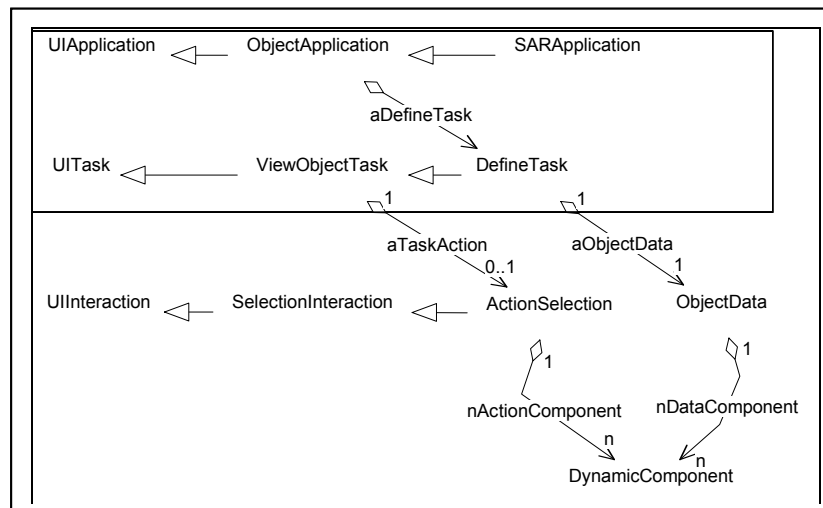 UIApplication ObjectApplication SARApplication
aDefineTask
UITask ViewObjectTask DefineTask
1 1
aTaskAction aObjectData
0..1 1
UIInteraction SelectionInteraction ActionSelection ObjectData
1 1
nActionComponent nDataComponent
n n
DynamicComponent